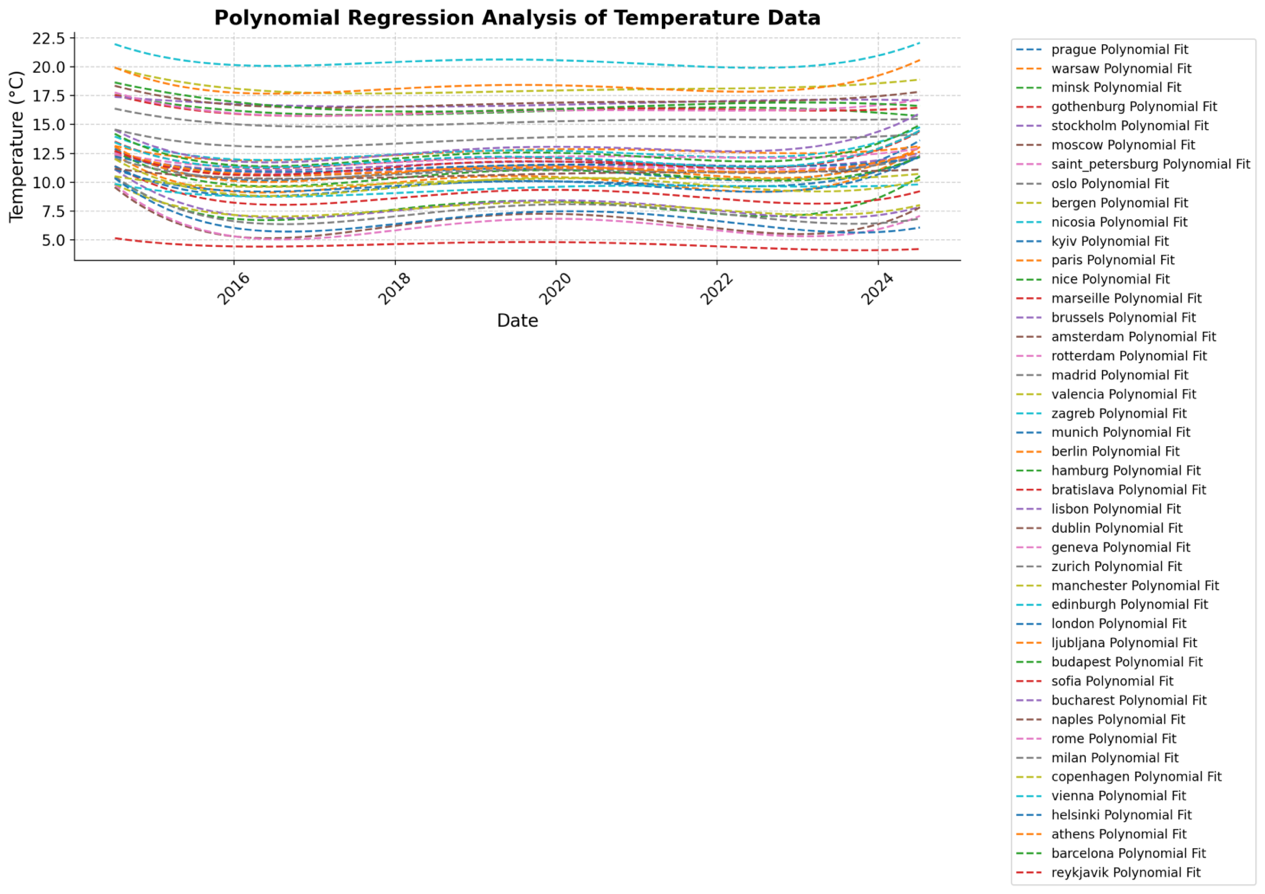 Polynomial Regression Analysis of Temperature Data
Temperature (°C)
22.5
20.0
17.5
15.0
12.5
10.0
7.5
5.0
2016
2018
2020
2022
2024
Date
prague Polynomial Fit
warsaw Polynomial Fit
minsk Polynomial Fit
gothenburg Polynomial Fit
stockholm Polynomial Fit
moscow Polynomial Fit
saint_petersburg Polynomial Fit
oslo Polynomial Fit
bergen Polynomial Fit
nicosia Polynomial Fit
kyiv Polynomial Fit
paris Polynomial Fit
nice Polynomial Fit
marseille Polynomial Fit
brussels Polynomial Fit
amsterdam Polynomial Fit
rotterdam Polynomial Fit
madrid Polynomial Fit
valencia Polynomial Fit
zagreb Polynomial Fit
munich Polynomial Fit
berlin Polynomial Fit
hamburg Polynomial Fit
bratislava Polynomial Fit
lisbon Polynomial Fit
dublin Polynomial Fit
geneva Polynomial Fit
zurich Polynomial Fit
manchester Polynomial Fit
edinburgh Polynomial Fit
london Polynomial Fit
ljubljana Polynomial Fit
budapest Polynomial Fit
sofia Polynomial Fit
bucharest Polynomial Fit
naples Polynomial Fit
rome Polynomial Fit
milan Polynomial Fit
copenhagen Polynomial Fit
vienna Polynomial Fit
helsinki Polynomial Fit
athens Polynomial Fit
barcelona Polynomial Fit
reykjavik Polynomial Fit